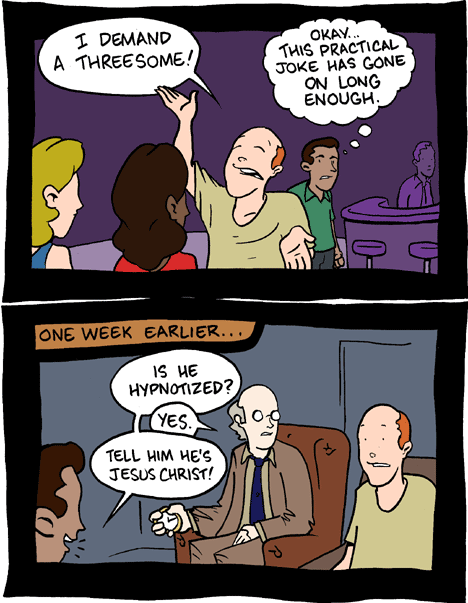 I DEMAND
A THREESOME!
OKAY...
THIS PRACTICAL
JOKE HAS GONE
ON LONG
ENOUGH.
ONE WEEK EARLIER...
IS HE
HYPNOTIZED?
YES.
TELL HIM HE'S
JESUS CHRIST!